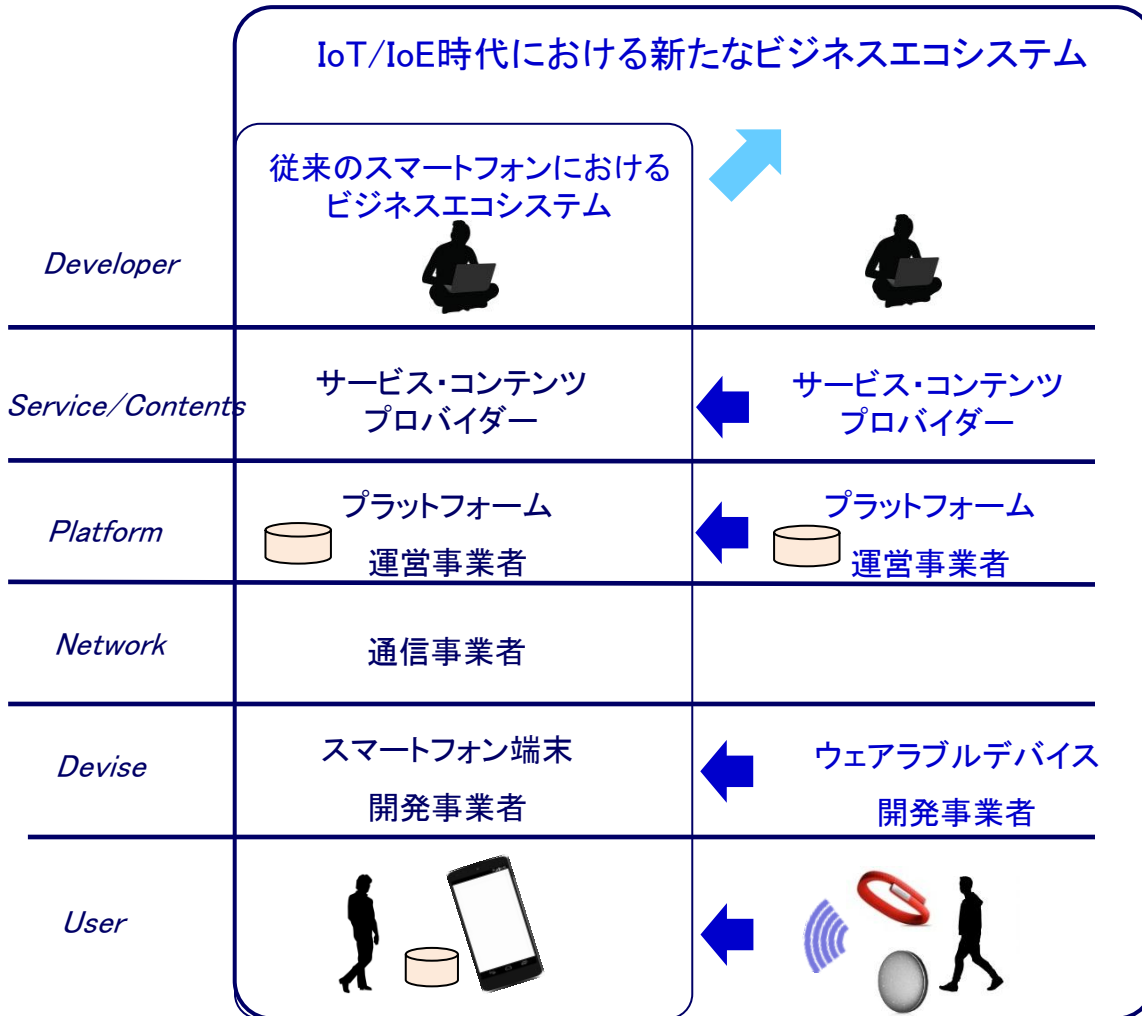 IoT/IoE時代における新たなビジネスエコシステム
従来のスマートフォンにおける
ビジネスエコシステム
Developer
Service/Contents
サービス・コンテンツ
プロバイダー
サービス・コンテンツ
プロバイダー
Platform
プラットフォーム
運営事業者
プラットフォーム
運営事業者
Network
通信事業者
Devise
スマートフォン端末
開発事業者
ウェアラブルデバイス
開発事業者
User